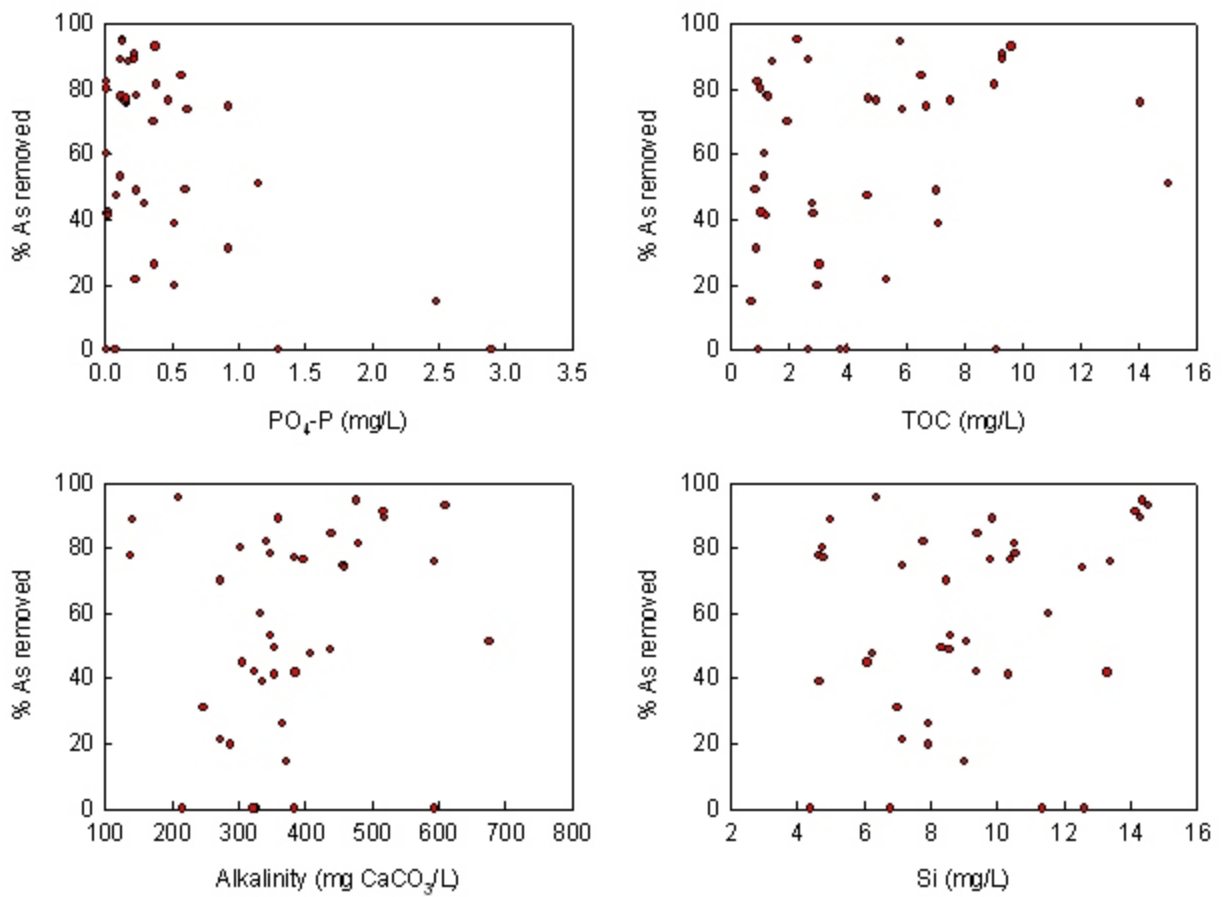 100
80
60
40
20
0
% As removed
0.0 0.5 1.0 1.5 2.0 2.5 3.0 3.5
PO₄-P (mg/L)
100
80
60
40
20
0
% As removed
0 2 4 6 8 10 12 14 16
TOC (mg/L)
100
80
60
40
20
0
% As removed
100 200 300 400 500 600 700 800
Alkalinity (mg CaCO₃/L)
100
80
60
40
20
0
% As removed
2 4 6 8 10 12 14 16
Si (mg/L)